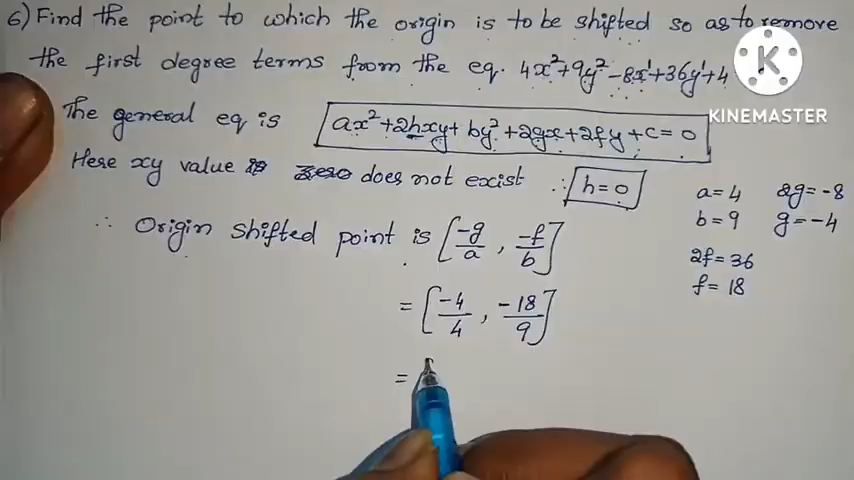 6) Find the point to which the origin is to be shifted so as to remove
the first degree terms from the eq. 4x²+9y²-8x¹+36y¹+4
KINEMASTER
The general eq is ax²+2hxy+by²+2gx+2fy+c=0
Here xy value does not exist ∴ h=0
a=4 2g=-8
b=9 g=-4
2f=36
f=18
∴ Origin shifted point is [-g/a, -f/b]
= [-4/4, -18/9]
=